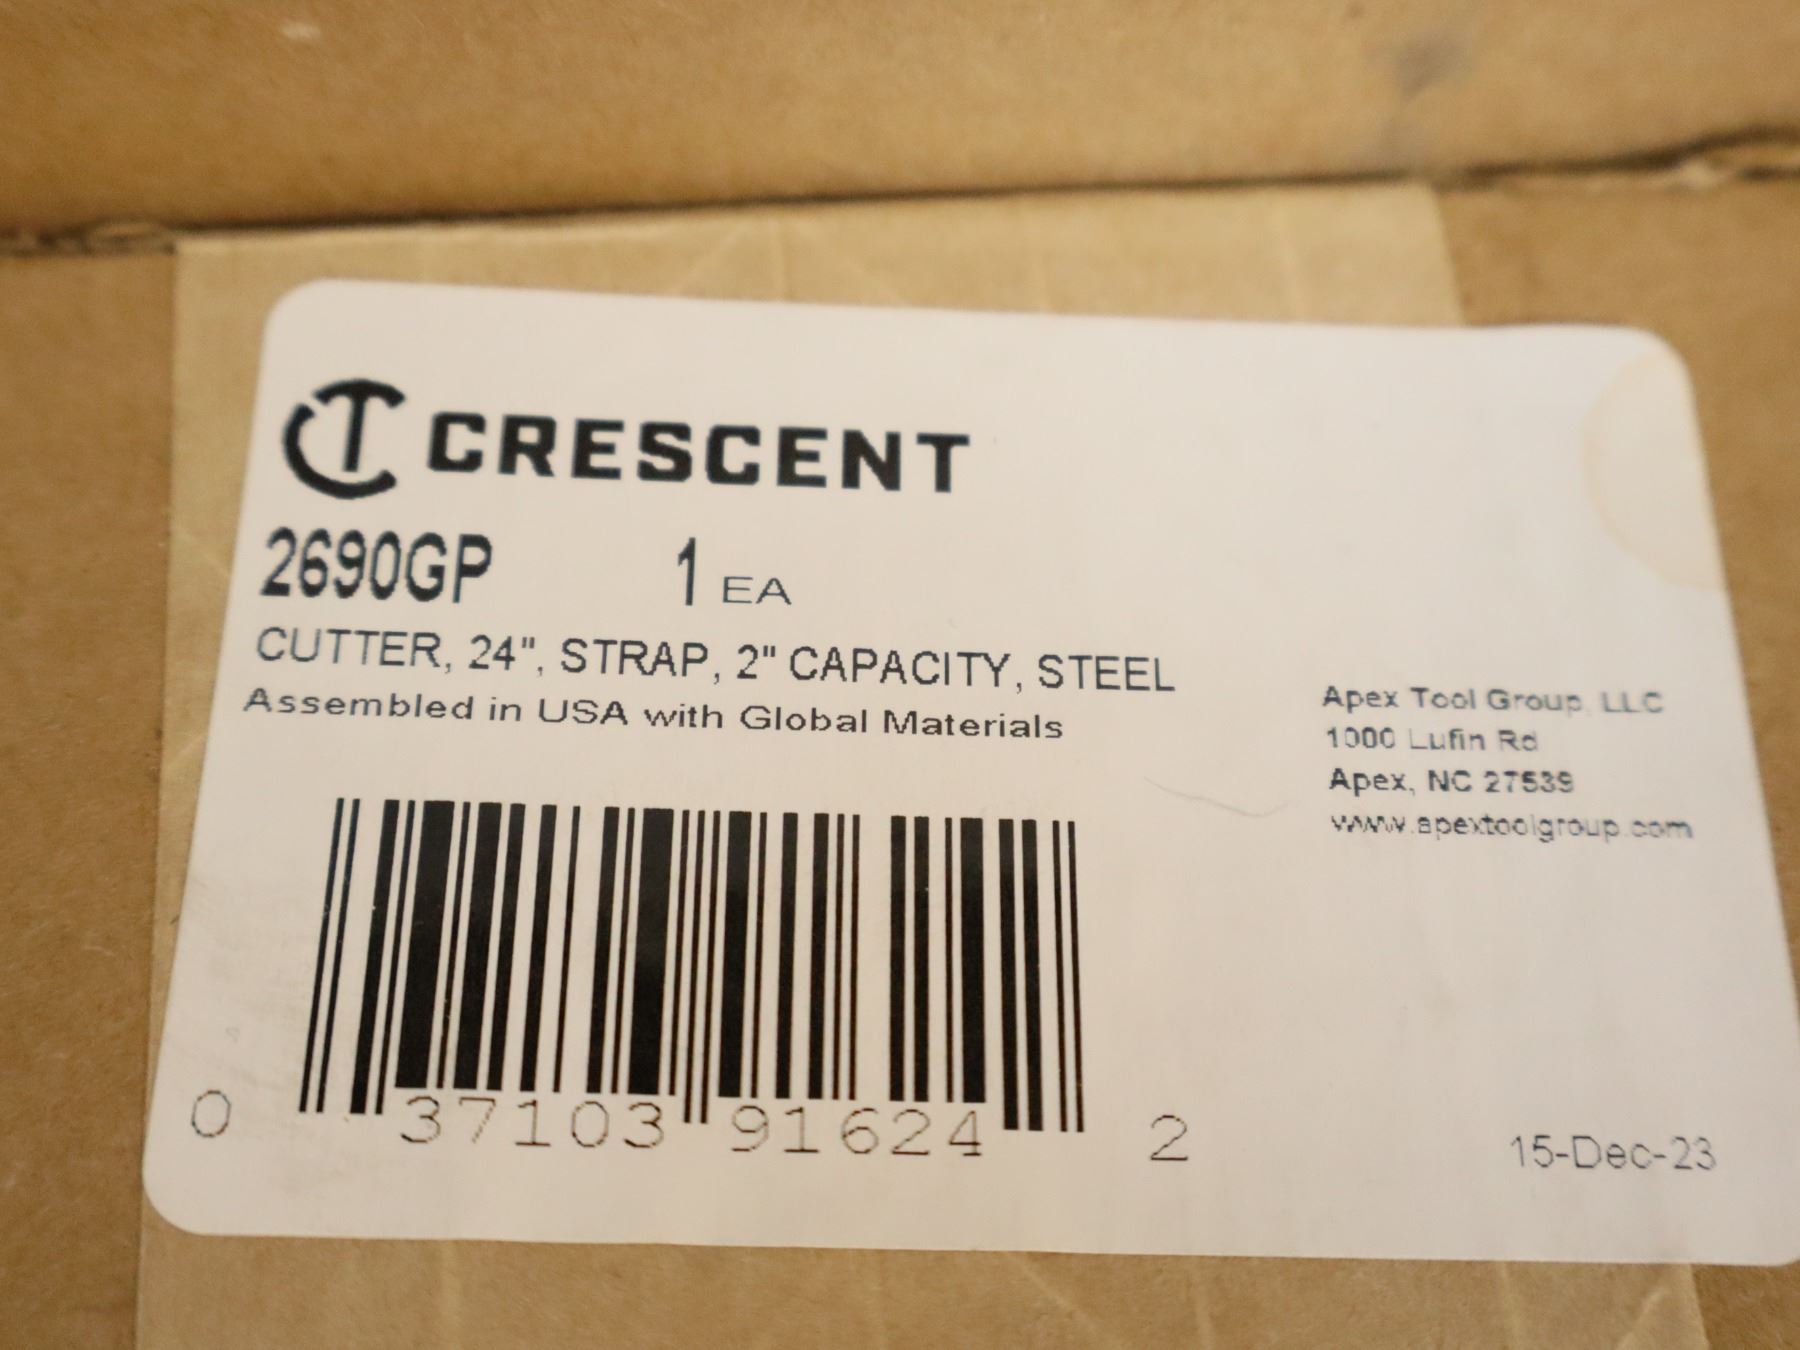 CRESCENT
2690GP 1 EA
CUTTER, 24", STRAP, 2" CAPACITY, STEEL
Assembled in USA with Global Materials
Apex Tool Group, LLC
1000 Lufin Rd
Apex, NC 27539
www.apextoolgroup.com
0 37103 91624 2
15-Dec-23